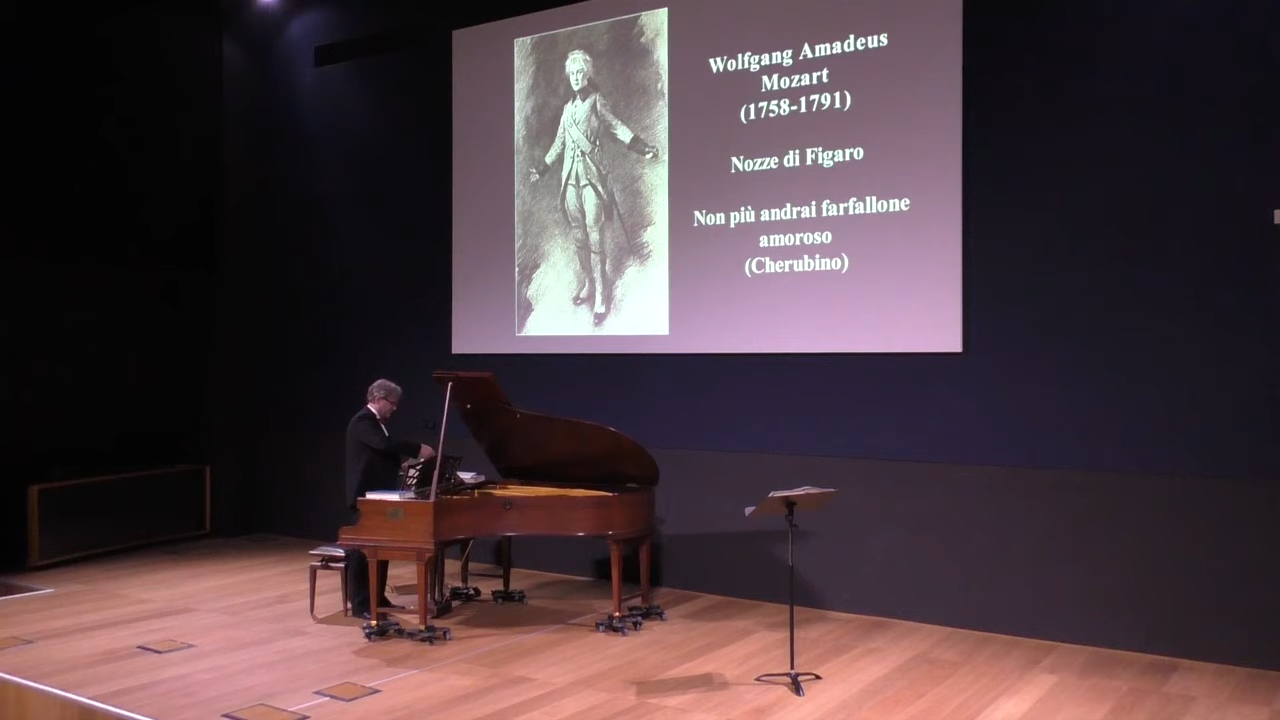 Wolfgang Amadeus
Mozart
(1758-1791)
Nozze di Figaro
Non più andrai farfallone
amoroso
(Cherubino)